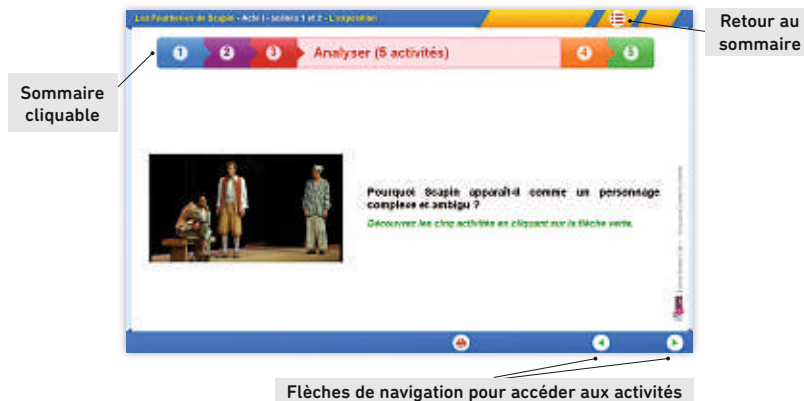 Les Fourberies de Scapin - Acte I - scènes 1 et 2 - L'exposition
Retour au
sommaire
1 2 3 Analyser (5 activités) 4 5
Sommaire
cliquable
Pourquoi Scapin apparaît-il comme un personnage
complexe et ambigu ?
Découvrez les cinq activités en cliquant sur la flèche verte.
Flèches de navigation pour accéder aux activités